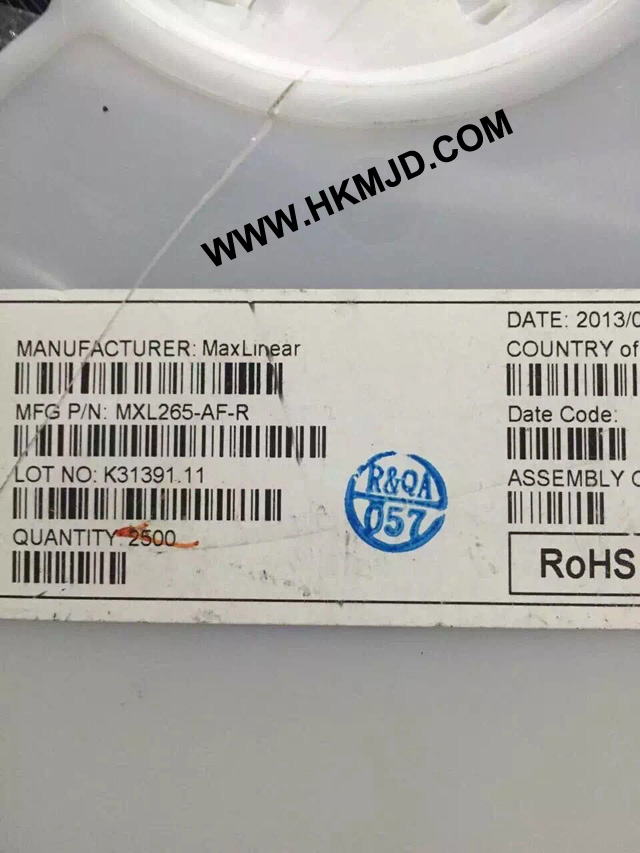 WWW.HKMJD.COM
DATE: 2013/0
MANUFACTURER: MaxLinear
COUNTRY of
MFG P/N: MXL265-AF-R
Date Code:
LOT NO: K31391.11
ASSEMBLY
R&QA
057
QUANTITY: 2500
RoHS